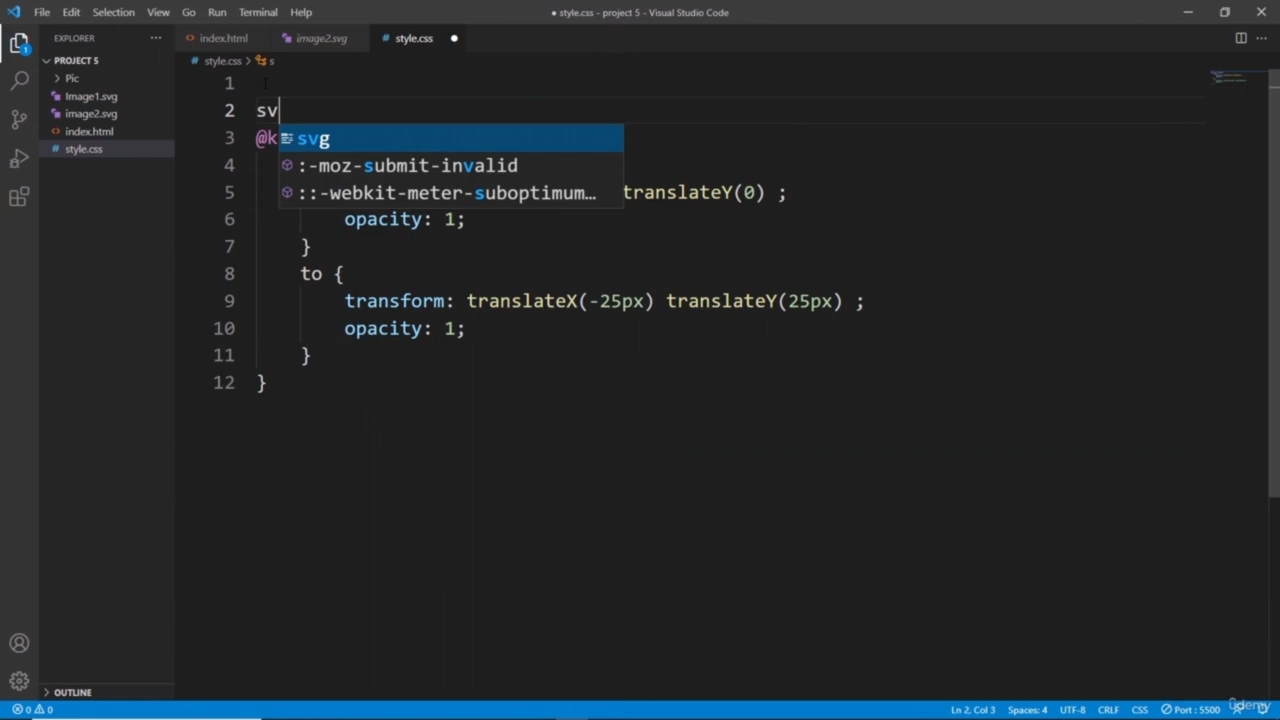 File Edit Selection View Go Run Terminal Help
● style.css - project 5 - Visual Studio Code
EXPLORER ···
index.html image2.svg # style.css ●
PROJECT 5
# style.css > s
Pic
Image1.svg
image2.svg
index.html
# style.css
1
2 sv
3 @k
svg
4
:-moz-submit-invalid
5 translateY(0) ;
::-webkit-meter-suboptimum…
6 opacity: 1;
7 }
8 to {
9 transform: translateX(-25px) translateY(25px) ;
10 opacity: 1;
11 }
12 }
1
OUTLINE
0 0
Ln 2, Col 3 Spaces: 4 UTF-8 CRLF CSS Port : 5500
udemy